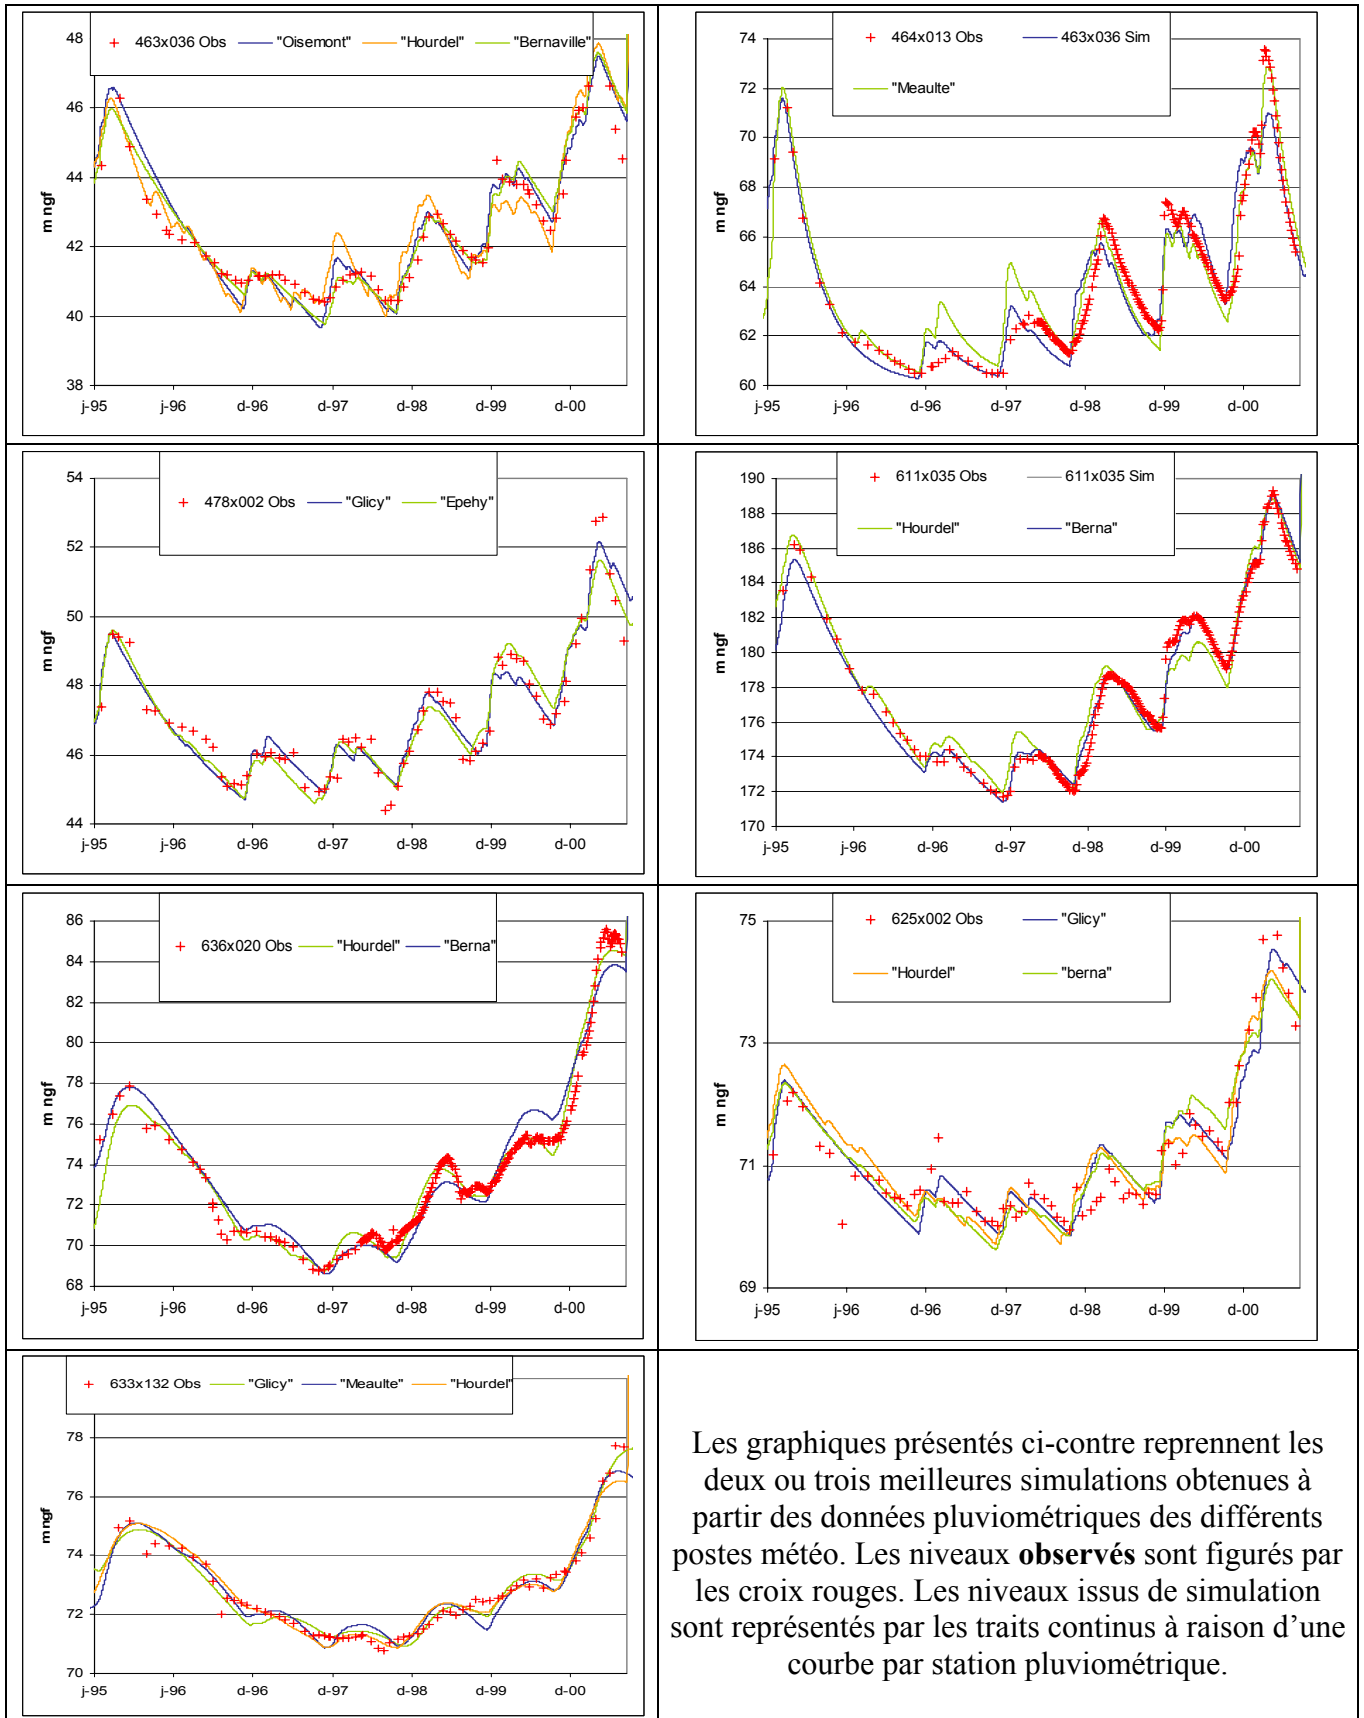 463x036 Obs "Oisemont" "Hourdel" "Bernaville"
m ngf
48
46
44
42
40
38
j-95 j-96 d-96 d-97 d-98 d-99 d-00
464x013 Obs 463x036 Sim
"Meaulte"
m ngf
74
72
70
68
66
64
62
60
j-95 j-96 d-96 d-97 d-98 d-99 d-00
478x002 Obs "Glicy" "Epehy"
m ngf
54
52
50
48
46
44
j-95 j-96 d-96 d-97 d-98 d-99 d-00
611x035 Obs 611x035 Sim
"Hourdel" "Berna"
m ngf
190
188
186
184
182
180
178
176
174
172
170
j-95 j-96 d-96 d-97 d-98 d-99 d-00
636x020 Obs "Hourdel" "Berna"
m ngf
86
84
82
80
78
76
74
72
70
68
j-95 j-96 d-96 d-97 d-98 d-99 d-00
625x002 Obs "Glicy"
"Hourdel" "berna"
m ngf
75
73
71
69
j-95 j-96 d-96 d-97 d-98 d-99 d-00
633x132 Obs "Glicy" "Meaulte" "Hourdel"
m ngf
78
76
74
72
70
j-95 j-96 d-96 d-97 d-98 d-99 d-00
Les graphiques présentés ci-contre reprennent les
deux ou trois meilleures simulations obtenues à
partir des données pluviométriques des différents
postes météo. Les niveaux observés sont figurés par
les croix rouges. Les niveaux issus de simulation
sont représentés par les traits continus à raison d'une
courbe par station pluviométrique.